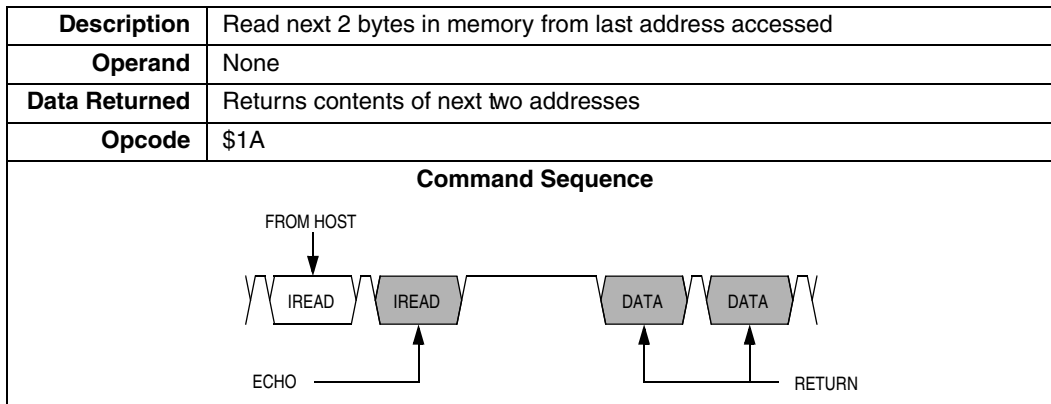 Description Read next 2 bytes in memory from last address accessed
Operand None
Data Returned Returns contents of next two addresses
Opcode $1A
Command Sequence
FROM HOST
IREAD IREAD DATA DATA
ECHO RETURN